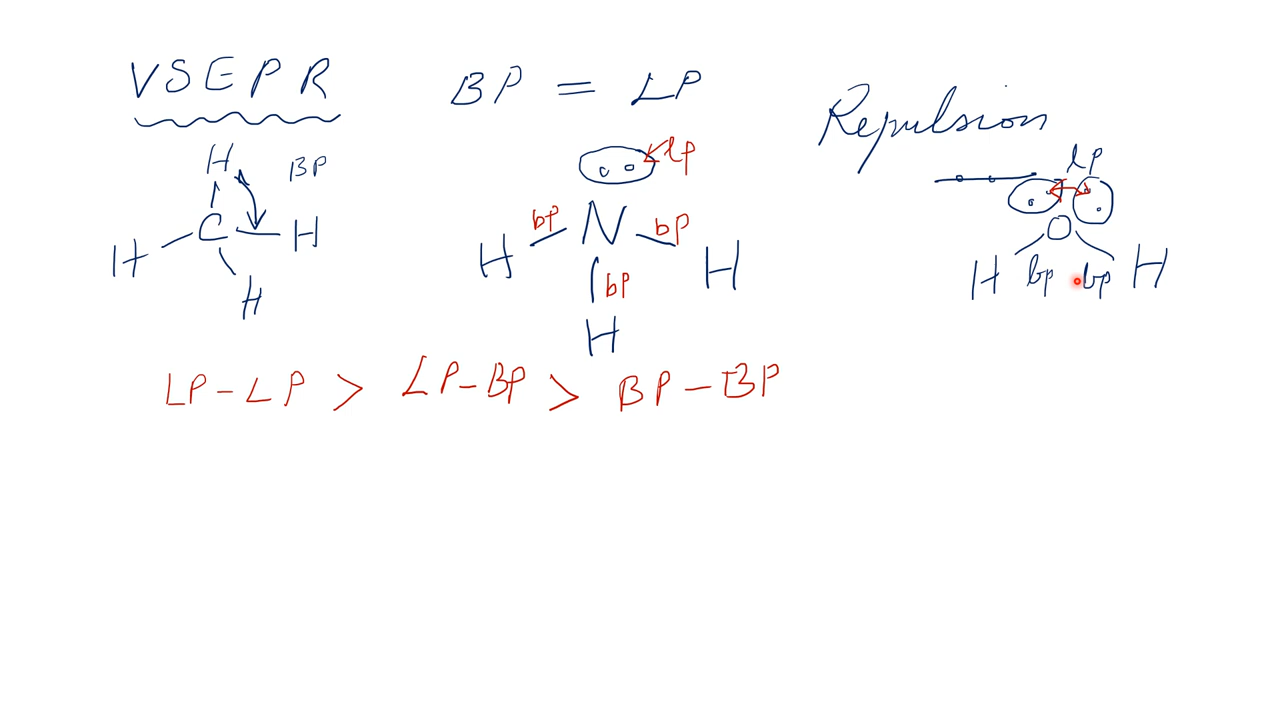 VSEPR
BP = LP
Repulsion
H BP
C
H H
H
lp
bp N bp
H H
bp
H
lp
O
H bp bp H
LP-LP > LP-BP > BP-BP